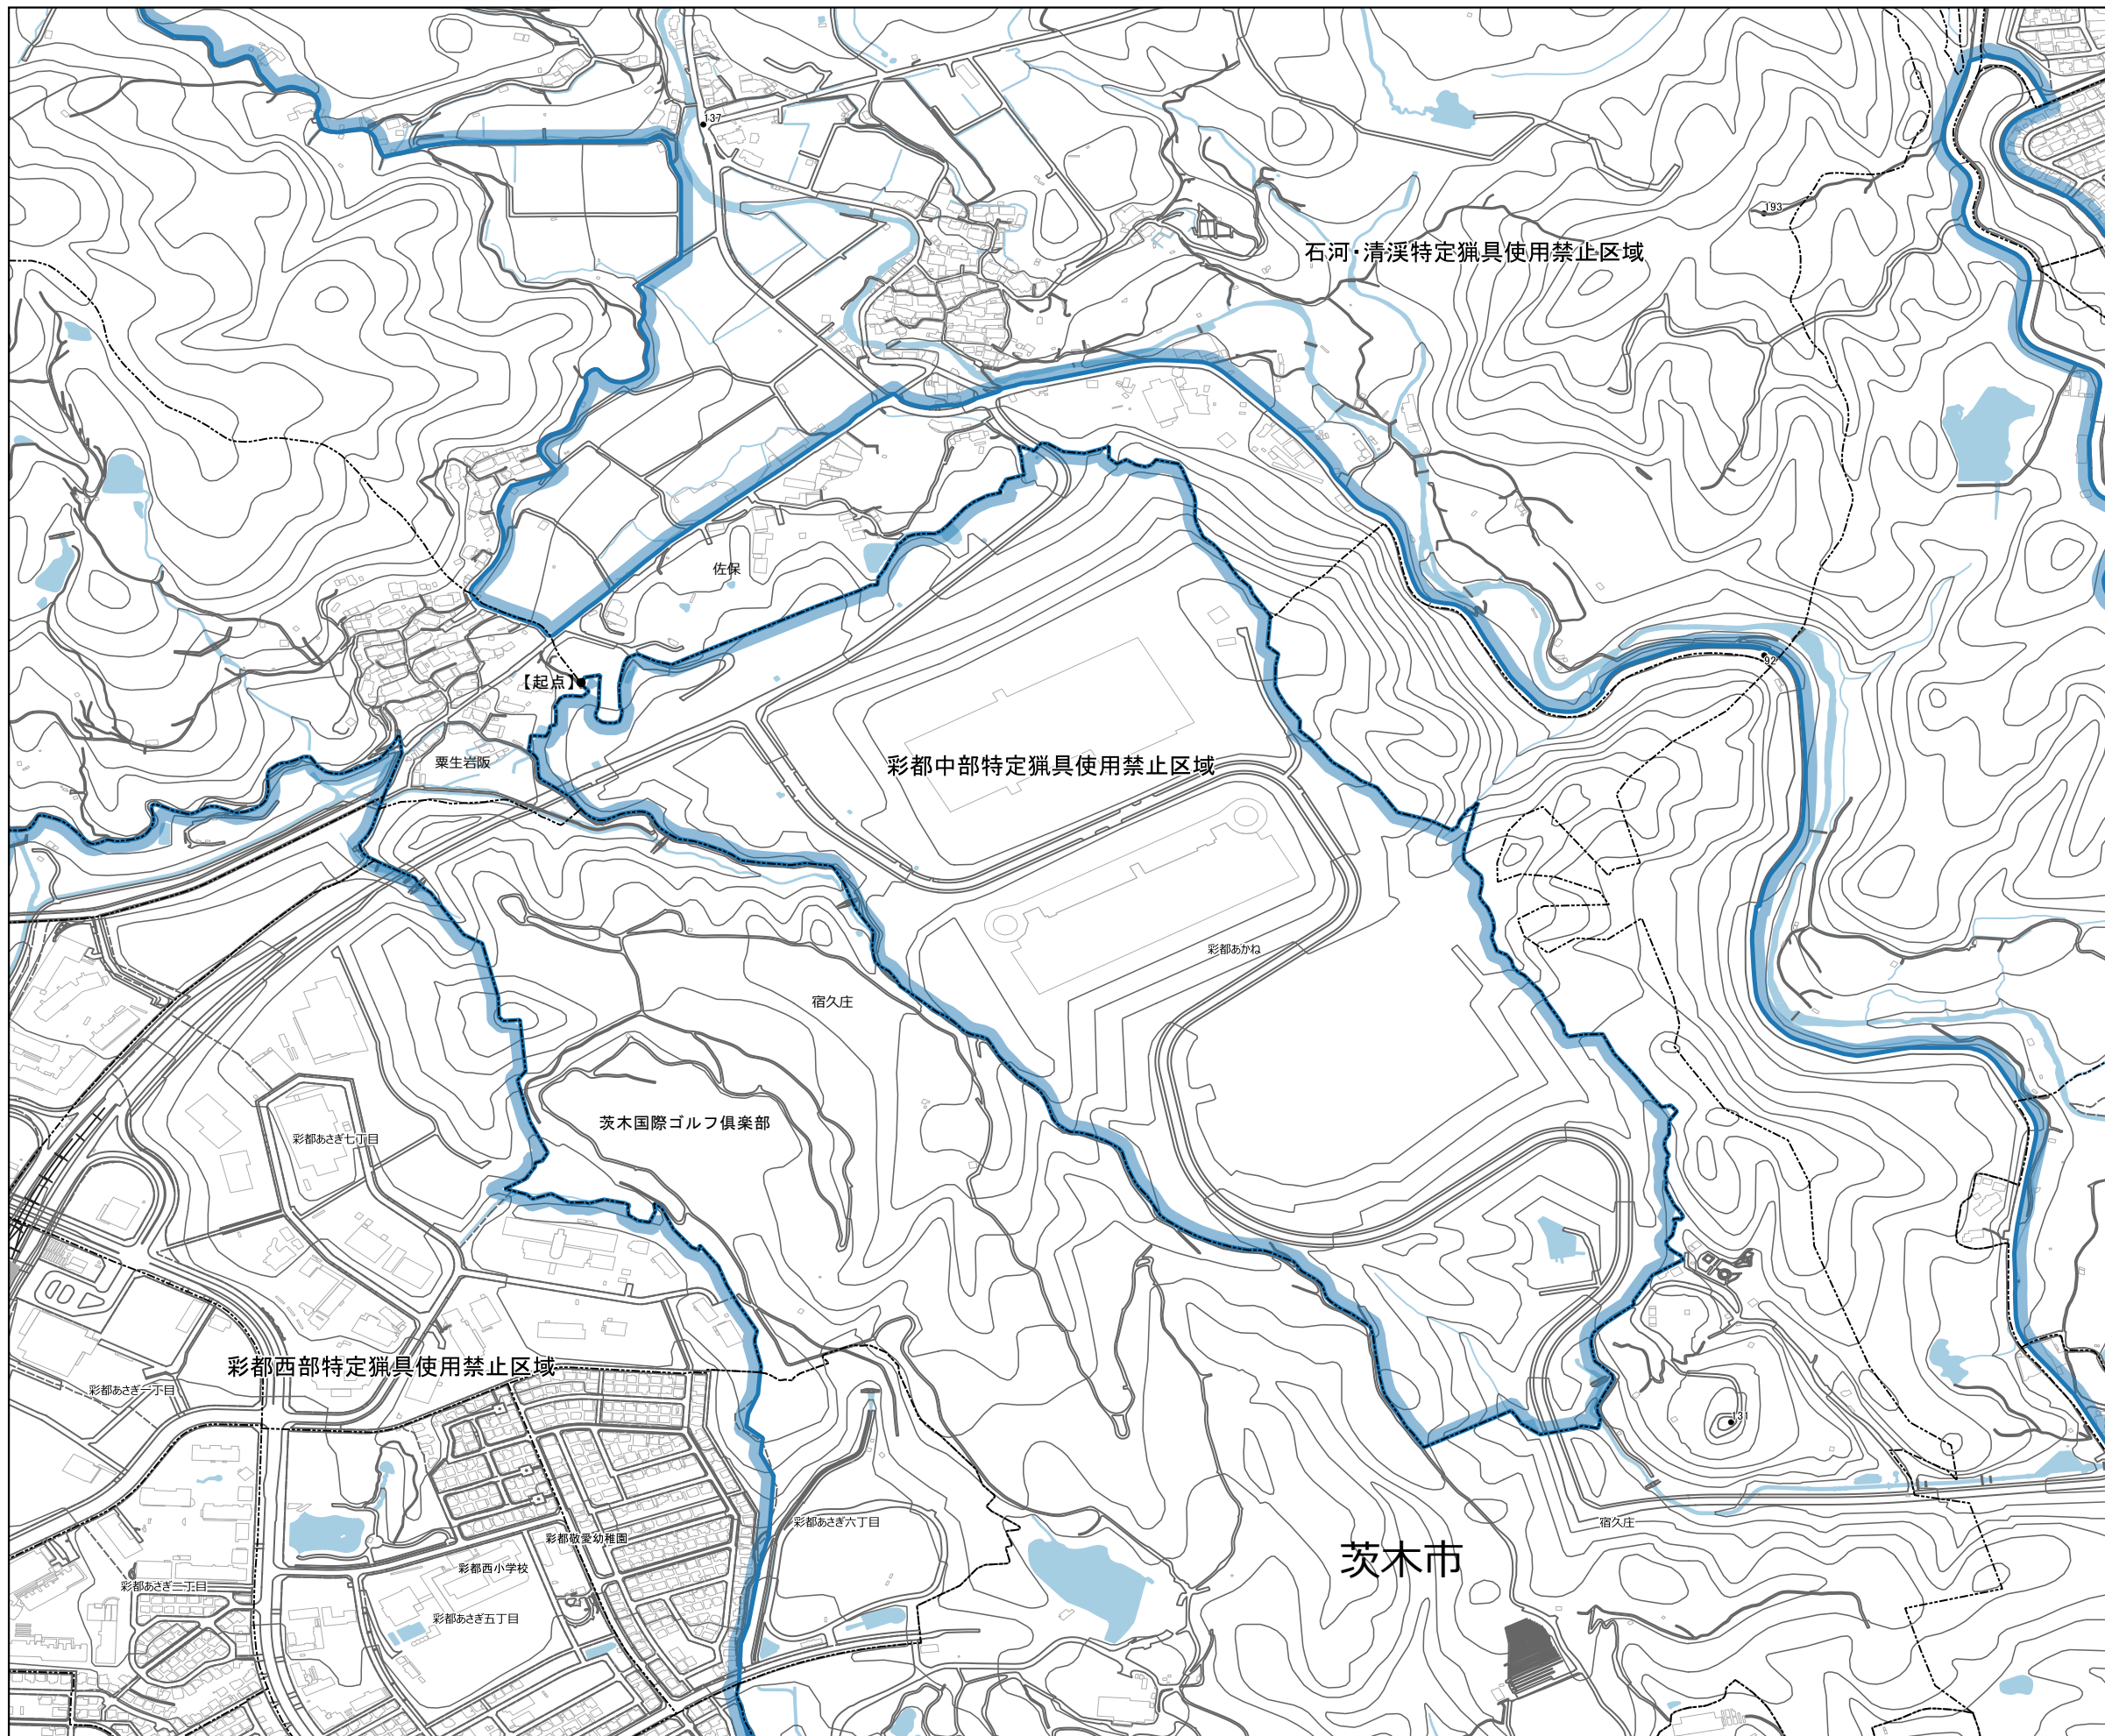 137
193
石河・清渓特定猟具使用禁止区域
佐保
92
【起点】
粟生岩阪
彩都中部特定猟具使用禁止区域
彩都あかね
宿久庄
茨木国際ゴルフ倶楽部
彩都あさぎ七丁目
彩都西部特定猟具使用禁止区域
彩都あさぎ一丁目
131
彩都あさぎ六丁目
宿久庄
彩都敬愛幼稚園
茨木市
彩都西小学校
彩都あさぎ二丁目
彩都あさぎ五丁目